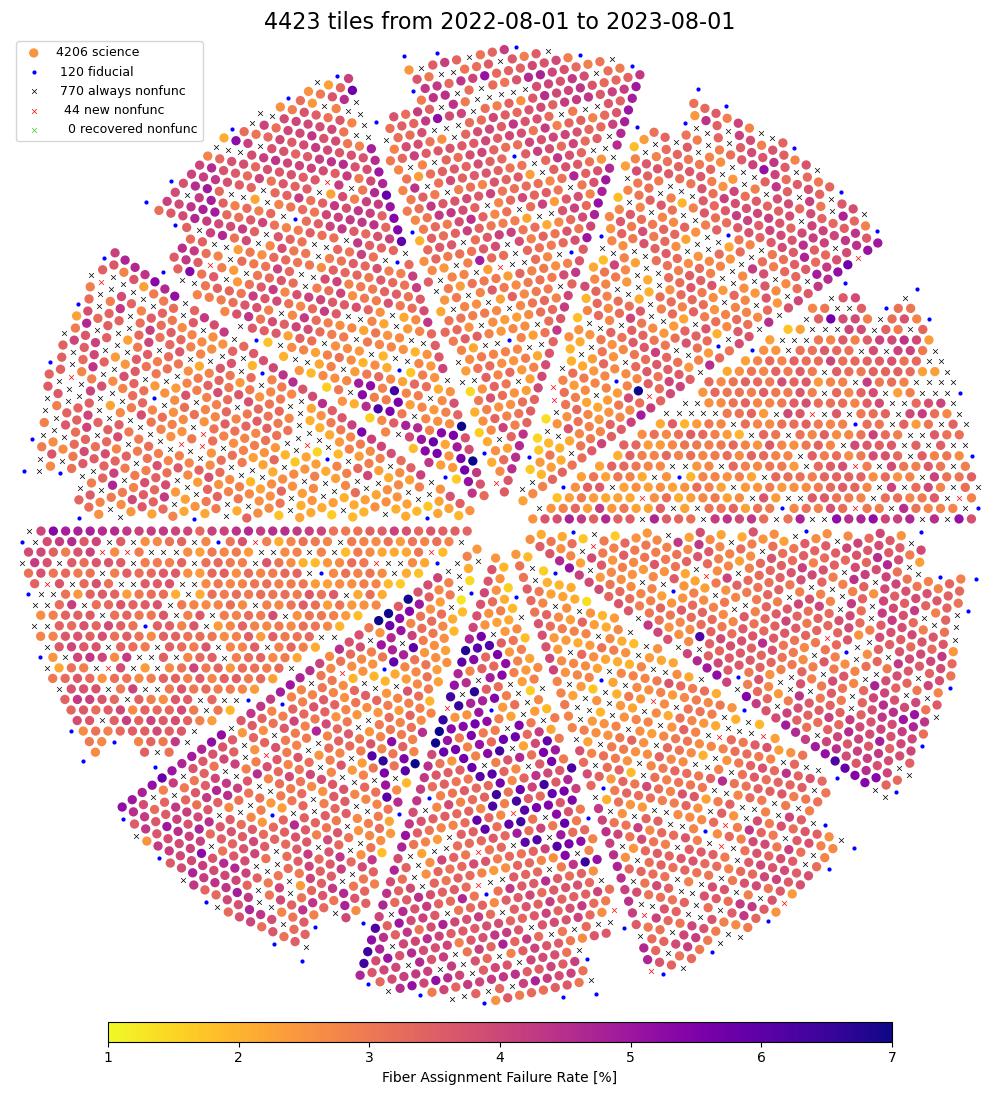 4423 tiles from 2022-08-01 to 2023-08-01
4206 science
120 fiducial
770 always nonfunc
44 new nonfunc
0 recovered nonfunc
1 2 3 4 5 6 7
Fiber Assignment Failure Rate [%]